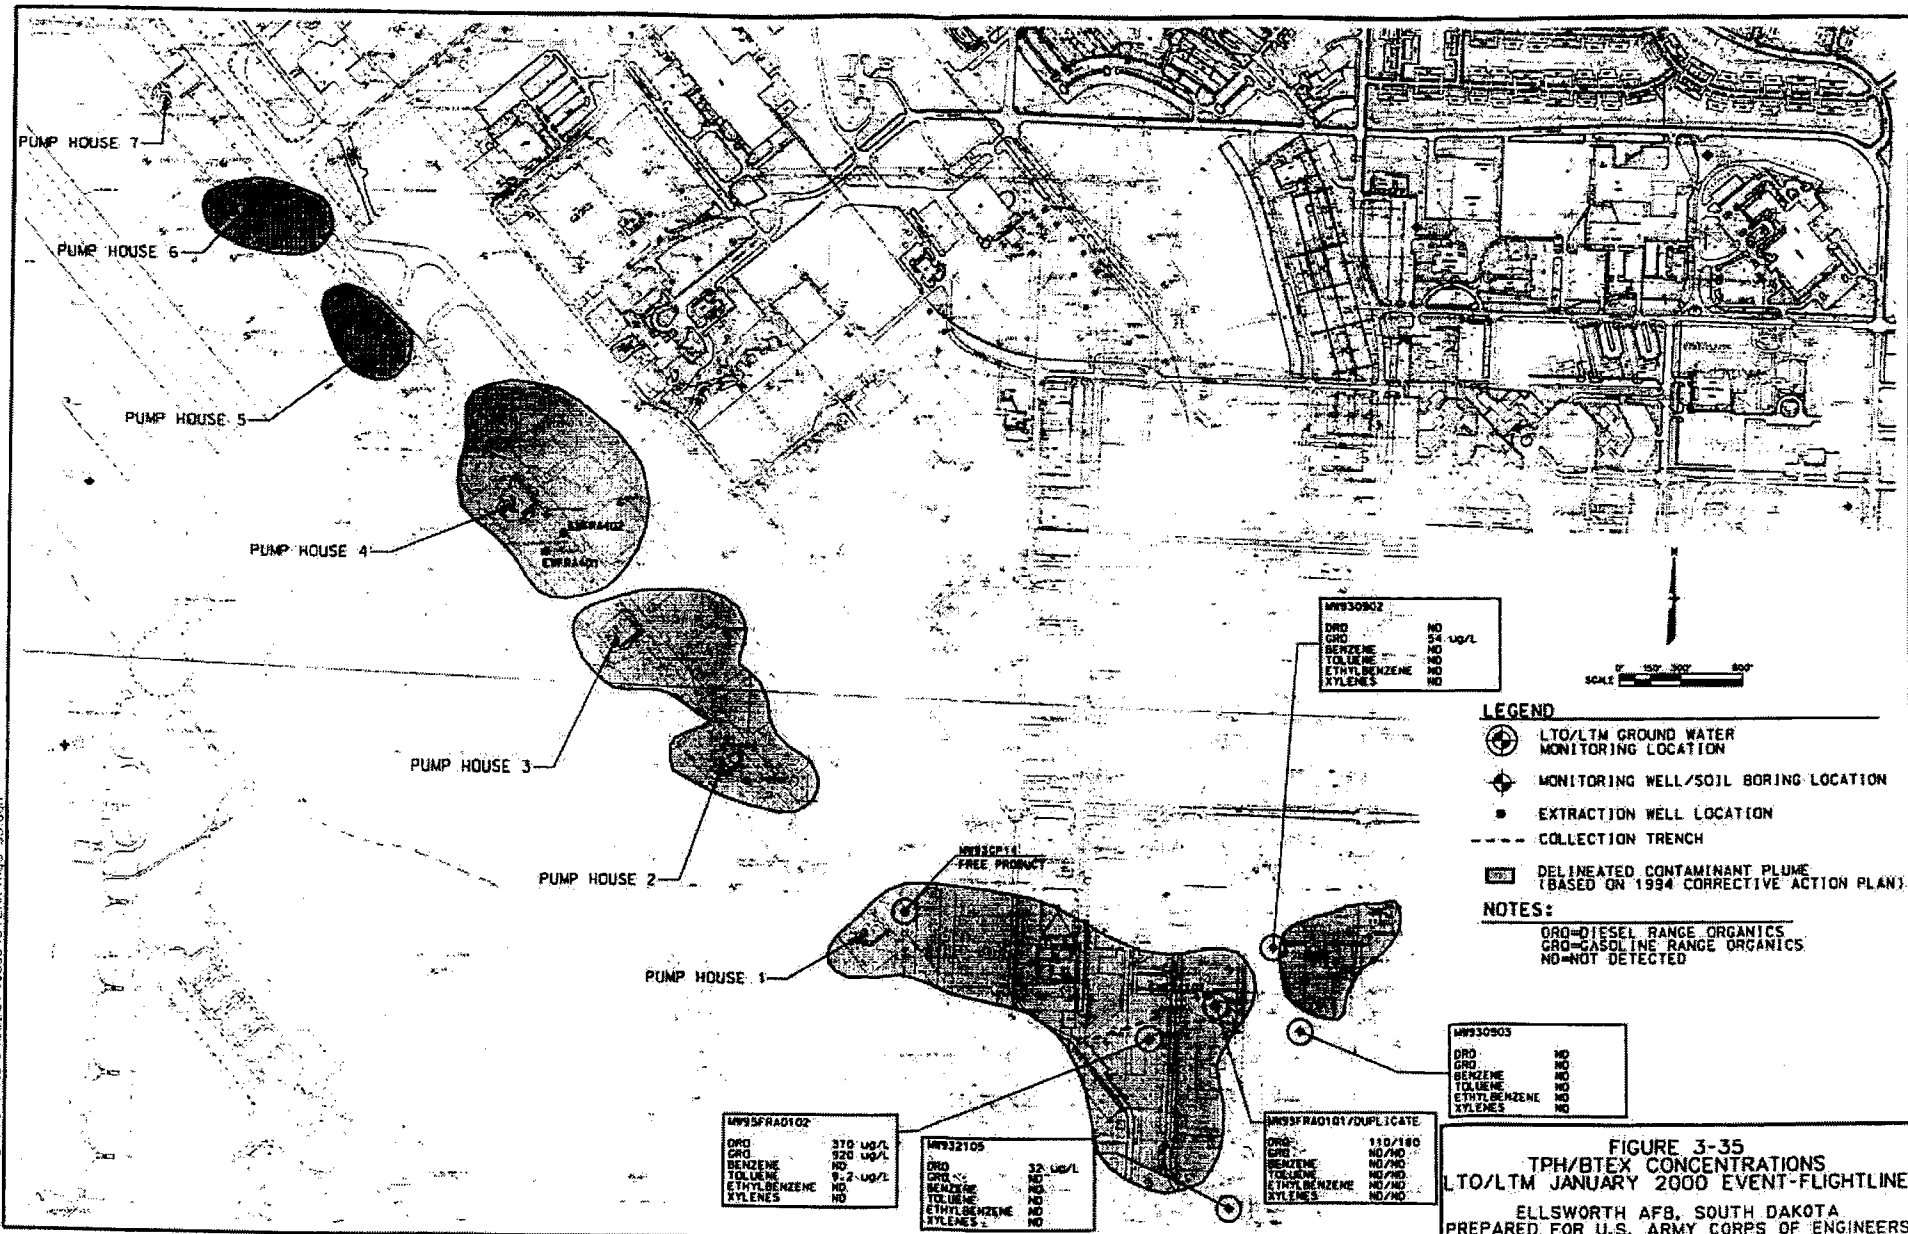 PUMP HOUSE 7
PUMP HOUSE 6
PUMP HOUSE 5
PUMP HOUSE 4
PUMP HOUSE 3
PUMP HOUSE 2
PUMP HOUSE 1
FREE PRODUCT
MW930902
DRO ND
GRO 54 ug/L
BENZENE ND
TOLUENE ND
ETHYLBENZENE ND
XYLENES ND
N
SCALE
0' 150' 300' 600'
LEGEND
LTO/LTM GROUND WATER
MONITORING LOCATION
MONITORING WELL/SOIL BORING LOCATION
EXTRACTION WELL LOCATION
COLLECTION TRENCH
DELINEATED CONTAMINANT PLUME
(BASED ON 1994 CORRECTIVE ACTION PLAN)
NOTES:
DRO=DIESEL RANGE ORGANICS
GRO=GASOLINE RANGE ORGANICS
ND=NOT DETECTED
MW930903
DRO ND
GRO ND
BENZENE ND
TOLUENE ND
ETHYLBENZENE ND
XYLENES ND
MW95FRA0102
DRO 370 ug/L
GRO 920 ug/L
BENZENE ND
TOLUENE 9.2 ug/L
ETHYLBENZENE ND
XYLENES ND
MW932105
DRO 32 ug/L
GRO ND
BENZENE ND
TOLUENE ND
ETHYLBENZENE ND
XYLENES ND
MW95FRA0101/DUPLICATE
DRO 110/180
GRO ND/ND
BENZENE ND/ND
TOLUENE ND/ND
ETHYLBENZENE ND/ND
XYLENES ND/ND
FIGURE 3-35
TPH/BTEX CONCENTRATIONS
LTO/LTM JANUARY 2000 EVENT-FLIGHTLINE
ELLSWORTH AFB, SOUTH DAKOTA
PREPARED FOR U.S. ARMY CORPS OF ENGINEERS